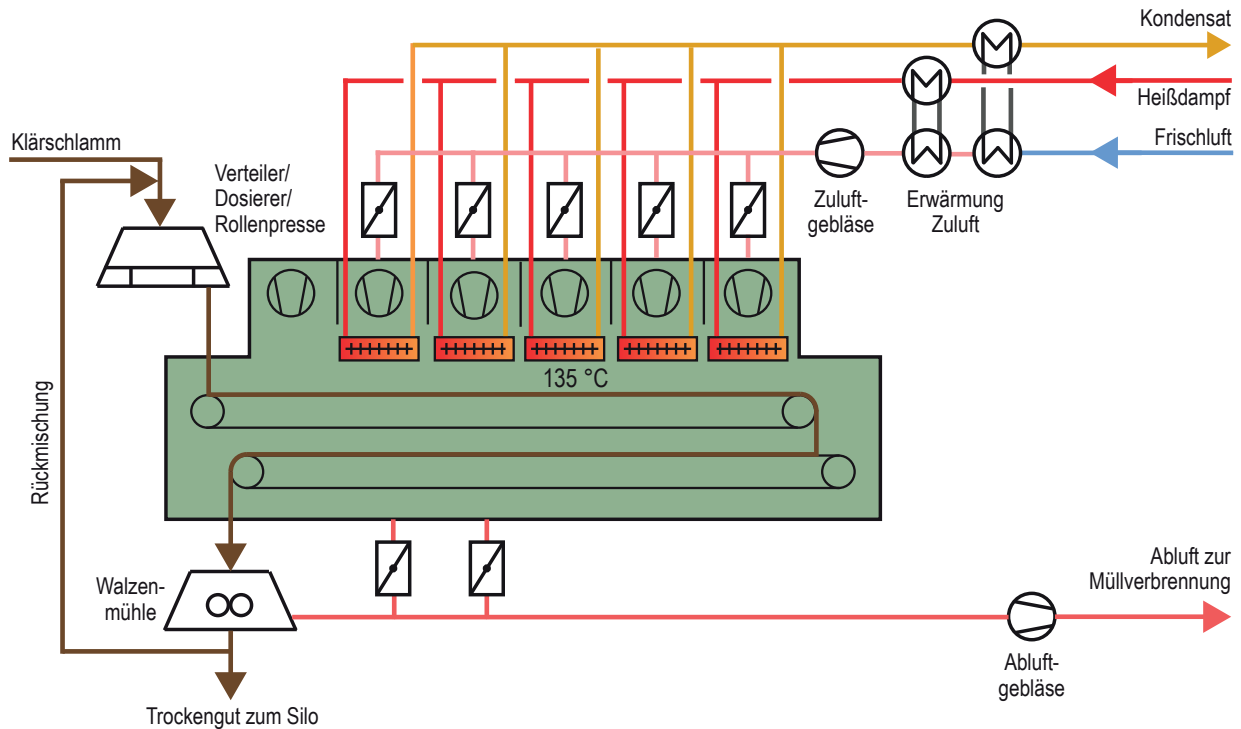 Kondensat
Heißdampf
Frischluft
Klärschlamm
Verteiler/
Dosierer/
Rollenpresse
Zuluft-
gebläse
Erwärmung
Zuluft
135 °C
Rückmischung
Walzen-
mühle
Abluft zur
Müllverbrennung
Abluft-
gebläse
Trockengut zum Silo